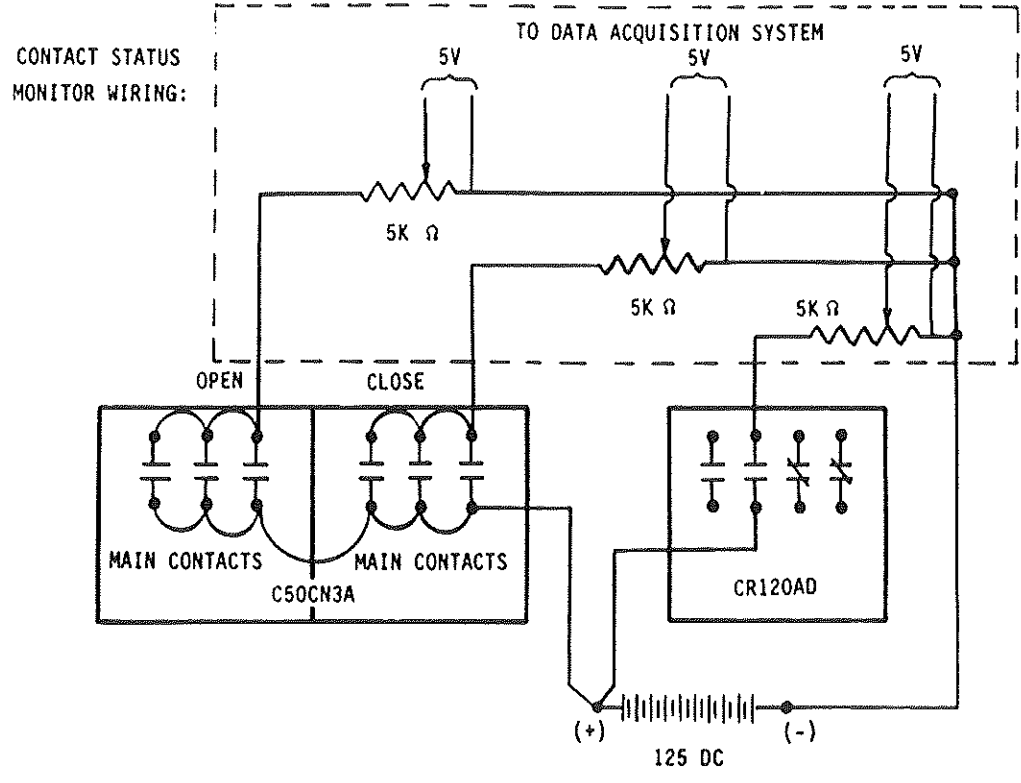 TO DATA ACQUISITION SYSTEM
CONTACT STATUS
MONITOR WIRING:
5V
5V
5V
5K Ω
5K Ω
5K Ω
OPEN
CLOSE
MAIN CONTACTS
MAIN CONTACTS
C50CN3A
CR120AD
(+)
(-)
125 DC